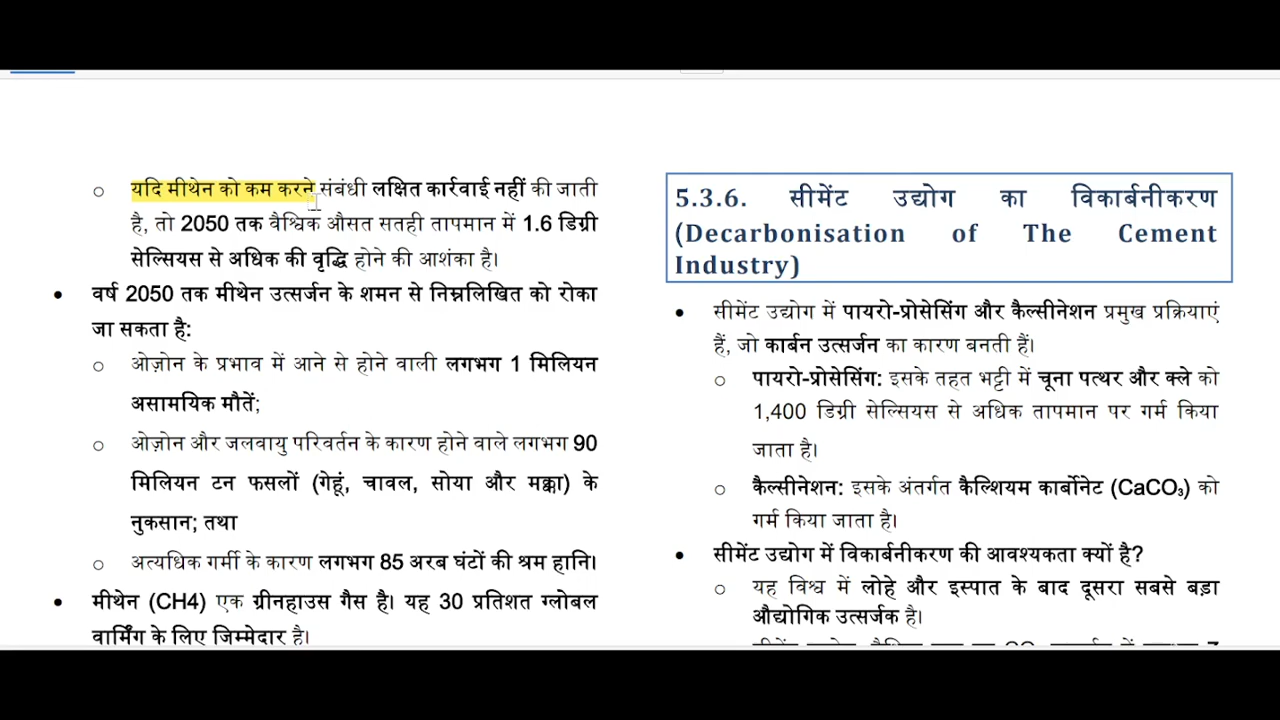 ○ यदि मीथेन को कम करने संबंधी लक्षित कार्रवाई नहीं की जाती
है, तो 2050 तक वैश्विक औसत सतही तापमान में 1.6 डिग्री
सेल्सियस से अधिक की वृद्धि होने की आशंका है।
• वर्ष 2050 तक मीथेन उत्सर्जन के शमन से निम्नलिखित को रोका
जा सकता है:
○ ओज़ोन के प्रभाव में आने से होने वाली लगभग 1 मिलियन
असामयिक मौतें;
○ ओज़ोन और जलवायु परिवर्तन के कारण होने वाले लगभग 90
मिलियन टन फसलों (गेहूं, चावल, सोया और मक्का) के
नुकसान; तथा
○ अत्यधिक गर्मी के कारण लगभग 85 अरब घंटों की श्रम हानि।
• मीथेन (CH4) एक ग्रीनहाउस गैस है। यह 30 प्रतिशत ग्लोबल
वार्मिंग के लिए जिम्मेदार है।
5.3.6. सीमेंट उद्योग का विकार्बनीकरण
(Decarbonisation of The Cement
Industry)
• सीमेंट उद्योग में पायरो-प्रोसेसिंग और कैल्सीनेशन प्रमुख प्रक्रियाएं
हैं, जो कार्बन उत्सर्जन का कारण बनती हैं।
○ पायरो-प्रोसेसिंग: इसके तहत भट्टी में चूना पत्थर और क्ले को
1,400 डिग्री सेल्सियस से अधिक तापमान पर गर्म किया
जाता है।
○ कैल्सीनेशन: इसके अंतर्गत कैल्शियम कार्बोनेट (CaCO₃) को
गर्म किया जाता है।
• सीमेंट उद्योग में विकार्बनीकरण की आवश्यकता क्यों है?
○ यह विश्व में लोहे और इस्पात के बाद दूसरा सबसे बड़ा
औद्योगिक उत्सर्जक है।